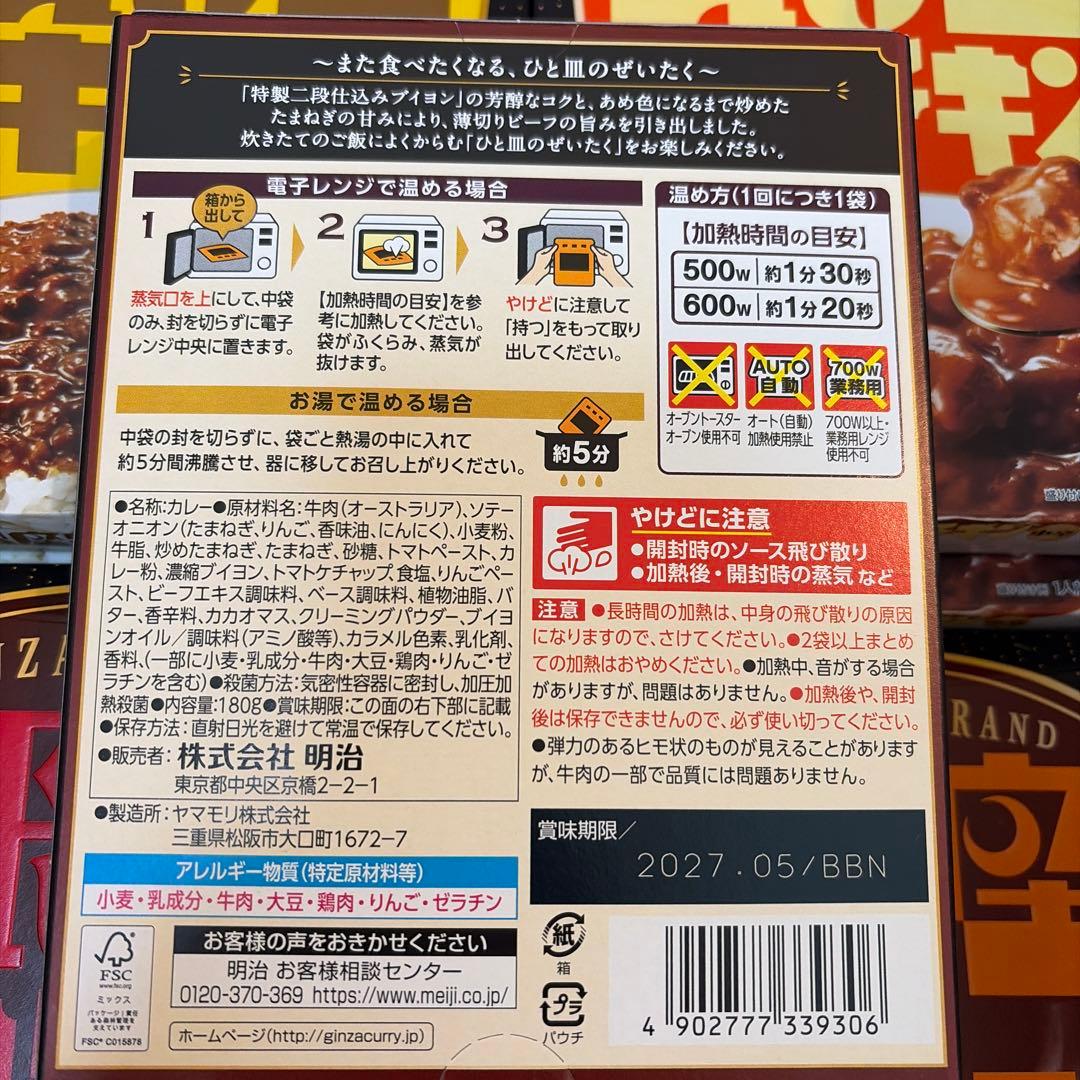 ～また食べたくなる、ひと皿のぜいたく～
「特製二段仕込みブイヨン」の芳醇なコクと、あめ色になるまで炒めた
たまねぎの甘みにより、薄切りビーフの旨みを引き出しました。
炊きたてのご飯によくからむ「ひと皿のぜいたく」をお楽しみください。
電子レンジで温める場合
1
箱から
出して
蒸気口を上にして、中袋
のみ、封を切らずに電子
レンジ中央に置きます。
2
【加熱時間の目安】を参
考に加熱してください。
袋がふくらみ、蒸気が
抜けます。
3
やけどに注意して
「持つ」をもって取り
出してください。
温め方(1回につき1袋)
【加熱時間の目安】
500W 約1分30秒
600W 約1分20秒
オーブントースター
オーブン使用不可
AUTO
自動
オート(自動)
加熱使用禁止
700W
業務用
700W以上・
業務用レンジ
使用不可
お湯で温める場合
中袋の封を切らずに、袋ごと熱湯の中に入れて
約5分間沸騰させ、器に移してお召し上がりください。
約5分
●名称:カレー●原材料名:牛肉(オーストラリア)、ソテー
オニオン(たまねぎ、りんご、香味油、にんにく)、小麦粉、
牛脂、炒めたまねぎ、たまねぎ、砂糖、トマトペースト、カ
レー粉、濃縮ブイヨン、トマトケチャップ、食塩、りんごペー
スト、ビーフエキス調味料、ベース調味料、植物油脂、バ
ター、香辛料、カカオマス、クリーミングパウダー、ブイヨ
ンオイル／調味料(アミノ酸等)、カラメル色素、乳化剤、
香料、(一部に小麦・乳成分・牛肉・大豆・鶏肉・りんご・ゼ
ラチンを含む)●殺菌方法:気密性容器に密封し、加圧加
熱殺菌●内容量:180g●賞味期限:この面の右下部に記載
●保存方法:直射日光を避けて常温で保存してください。
●販売者:株式会社 明治
東京都中央区京橋2-2-1
●製造所:ヤマモリ株式会社
三重県松阪市大口町1672-7
アレルギー物質(特定原材料等)
小麦・乳成分・牛肉・大豆・鶏肉・りんご・ゼラチン
FSC
www.fsc.org
ミックス
パッケージ|責任
ある森林管理を
支えています
FSC® C015878
お客様の声をおきかせください
明治 お客様相談センター
0120-370-369 https://www.meiji.co.jp/
ホームページ(http://ginzacurry.jp)
やけどに注意
●開封時のソース飛び散り
●加熱後・開封時の蒸気 など
注意 ●長時間の加熱は、中身の飛び散りの原因
になりますので、さけてください。●2袋以上まとめ
ての加熱はおやめください。●加熱中、音がする場合
がありますが、問題はありません。●加熱後や、開封
後は保存できませんので、必ず使い切ってください。
●弾力のあるヒモ状のものが見えることがあります
が、牛肉の一部で品質には問題ありません。
賞味期限／
2027.05/BBN
紙
箱
プラ
パウチ
4 902777 339306
RAND